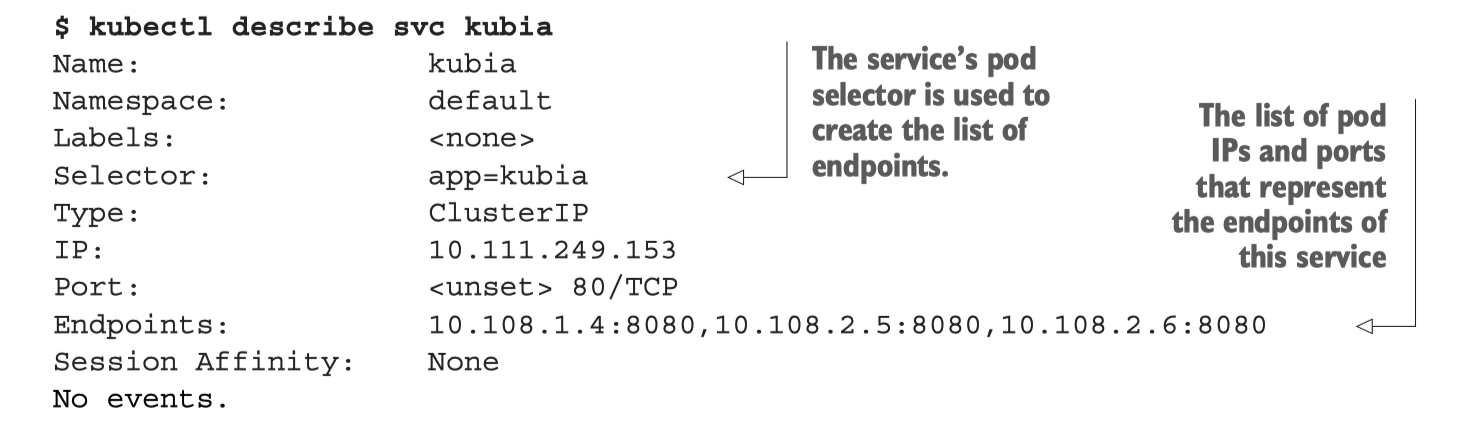 $ kubectl describe svc kubia
Name: kubia
Namespace: default
Labels: <none>
Selector: app=kubia
Type: ClusterIP
IP: 10.111.249.153
Port: <unset> 80/TCP
Endpoints: 10.108.1.4:8080,10.108.2.5:8080,10.108.2.6:8080
Session Affinity: None
No events.
The service's pod
selector is used to
create the list of
endpoints.
The list of pod
IPs and ports
that represent
the endpoints of
this service